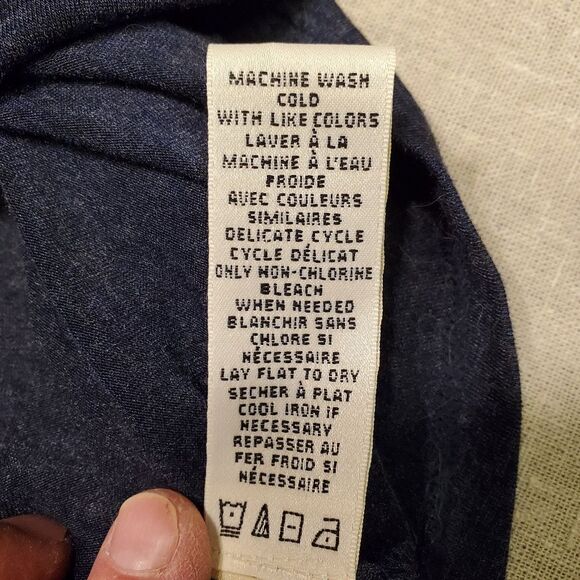 MACHINE WASH
COLD
WITH LIKE COLORS
LAVER À LA
MACHINE À L'EAU
FROIDE
AVEC COULEURS
SIMILAIRES
DELICATE CYCLE
CYCLE DÉLICAT
ONLY NON-CHLORINE
BLEACH
WHEN NEEDED
BLANCHIR SANS
CHLORE SI
NÉCESSAIRE
LAY FLAT TO DRY
SECHER À PLAT
COOL IRON IF
NECESSARY
REPASSER AU
FER FROID SI
NÉCESSAIRE